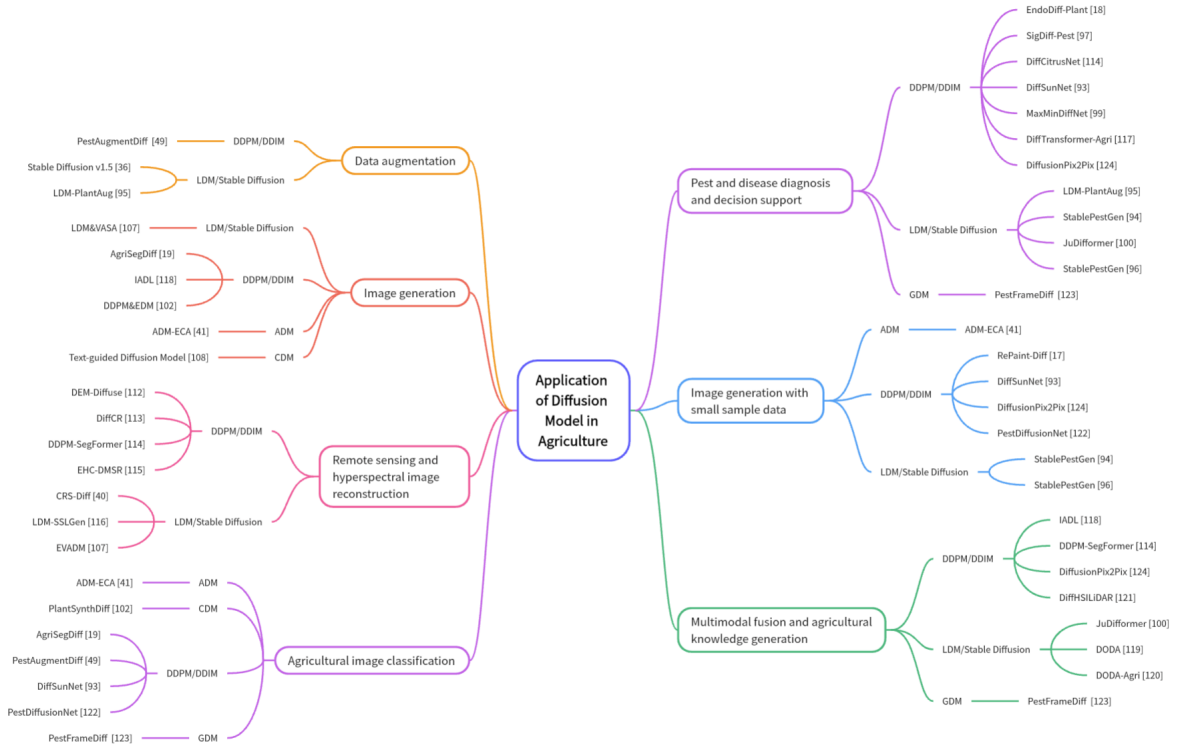 Application
of Diffusion
Model in
Agriculture
Data augmentation
DDPM/DDIM
PestAugmentDiff [49]
LDM/Stable Diffusion
Stable Diffusion v1.5 [36]
LDM-PlantAug [95]
Image generation
LDM/Stable Diffusion
LDM&VASA [107]
DDPM/DDIM
AgriSegDiff [19]
IADL [118]
DDPM&EDM [102]
ADM
ADM-ECA [41]
CDM
Text-guided Diffusion Model [108]
Remote sensing and
hyperspectral image
reconstruction
DDPM/DDIM
DEM-Diffuse [112]
DiffCR [113]
DDPM-SegFormer [114]
EHC-DMSR [115]
LDM/Stable Diffusion
CRS-Diff [40]
LDM-SSLGen [116]
EVADM [107]
Agricultural image classification
ADM
ADM-ECA [41]
CDM
PlantSynthDiff [102]
DDPM/DDIM
AgriSegDiff [19]
PestAugmentDiff [49]
DiffSunNet [93]
PestDiffusionNet [122]
GDM
PestFrameDiff [123]
Pest and disease diagnosis
and decision support
DDPM/DDIM
EndoDiff-Plant [18]
SigDiff-Pest [97]
DiffCitrusNet [114]
DiffSunNet [93]
MaxMinDiffNet [99]
DiffTransformer-Agri [117]
DiffusionPix2Pix [124]
LDM/Stable Diffusion
LDM-PlantAug [95]
StablePestGen [94]
JuDifformer [100]
StablePestGen [96]
GDM
PestFrameDiff [123]
Image generation with
small sample data
ADM
ADM-ECA [41]
DDPM/DDIM
RePaint-Diff [17]
DiffSunNet [93]
DiffusionPix2Pix [124]
PestDiffusionNet [122]
LDM/Stable Diffusion
StablePestGen [94]
StablePestGen [96]
Multimodal fusion and agricultural
knowledge generation
DDPM/DDIM
IADL [118]
DDPM-SegFormer [114]
DiffusionPix2Pix [124]
DiffHSILiDAR [121]
LDM/Stable Diffusion
JuDifformer [100]
DODA [119]
DODA-Agri [120]
GDM
PestFrameDiff [123]